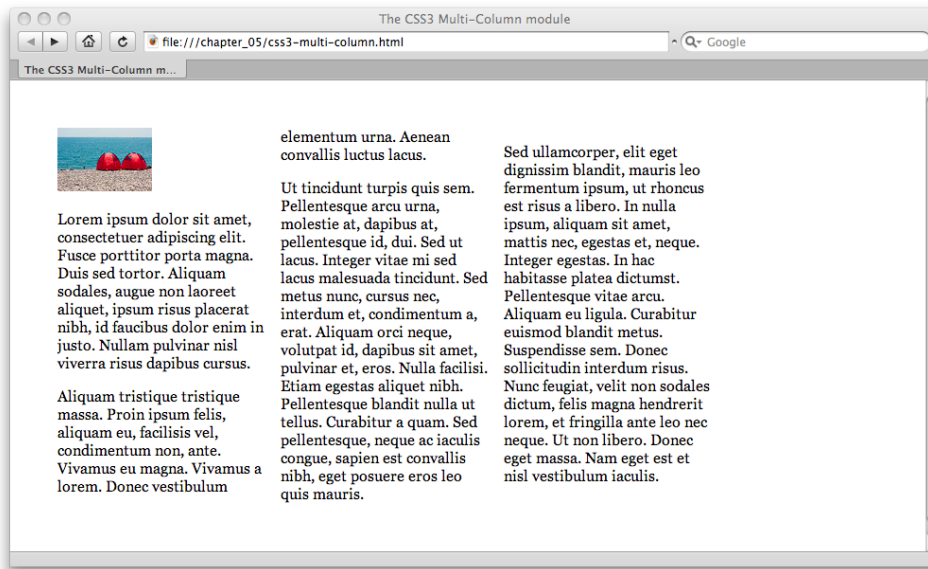 The CSS3 Multi-Column module
file:///chapter_05/css3-multi-column.html
Google
The CSS3 Multi-Column m...
Lorem ipsum dolor sit amet,
consectetuer adipiscing elit.
Fusce porttitor porta magna.
Duis sed tortor. Aliquam
sodales, augue non laoreet
aliquet, ipsum risus placerat
nibh, id faucibus dolor enim in
justo. Nullam pulvinar nisl
viverra risus dapibus cursus.
Aliquam tristique tristique
massa. Proin ipsum felis,
aliquam eu, facilisis vel,
condimentum non, ante.
Vivamus eu magna. Vivamus a
lorem. Donec vestibulum
elementum urna. Aenean
convallis luctus lacus.
Ut tincidunt turpis quis sem.
Pellentesque arcu urna,
molestie at, dapibus at,
pellentesque id, dui. Sed ut
lacus. Integer vitae mi sed
lacus malesuada tincidunt. Sed
metus nunc, cursus nec,
interdum et, condimentum a,
erat. Aliquam orci neque,
volutpat id, dapibus sit amet,
pulvinar et, eros. Nulla facilisi.
Etiam egestas aliquet nibh.
Pellentesque blandit nulla ut
tellus. Curabitur a quam. Sed
pellentesque, neque ac iaculis
congue, sapien est convallis
nibh, eget posuere eros leo
quis mauris.
Sed ullamcorper, elit eget
dignissim blandit, mauris leo
fermentum ipsum, ut rhoncus
est risus a libero. In nulla
ipsum, aliquam sit amet,
mattis nec, egestas et, neque.
Integer egestas. In hac
habitasse platea dictumst.
Pellentesque vitae arcu.
Aliquam eu ligula. Curabitur
euismod blandit metus.
Suspendisse sem. Donec
sollicitudin interdum risus.
Nunc feugiat, velit non sodales
dictum, felis magna hendrerit
lorem, et fringilla ante leo nec
neque. Ut non libero. Donec
eget massa. Nam eget est et
nisl vestibulum iaculis.